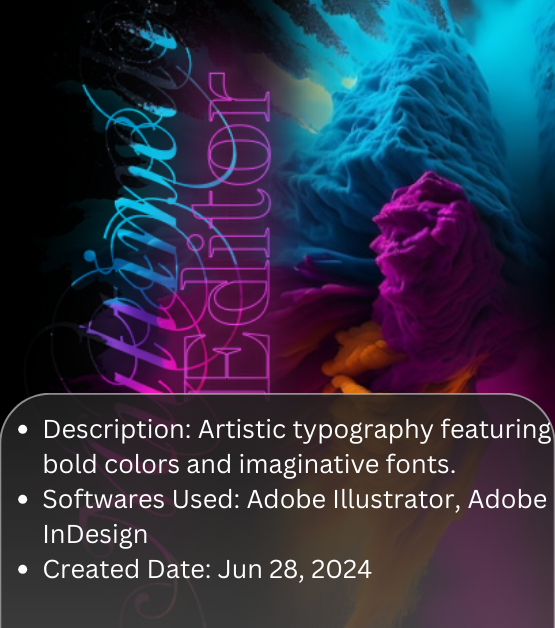 Editor
Description: Artistic typography featuring
bold colors and imaginative fonts.
Softwares Used: Adobe Illustrator, Adobe
InDesign
Created Date: Jun 28, 2024